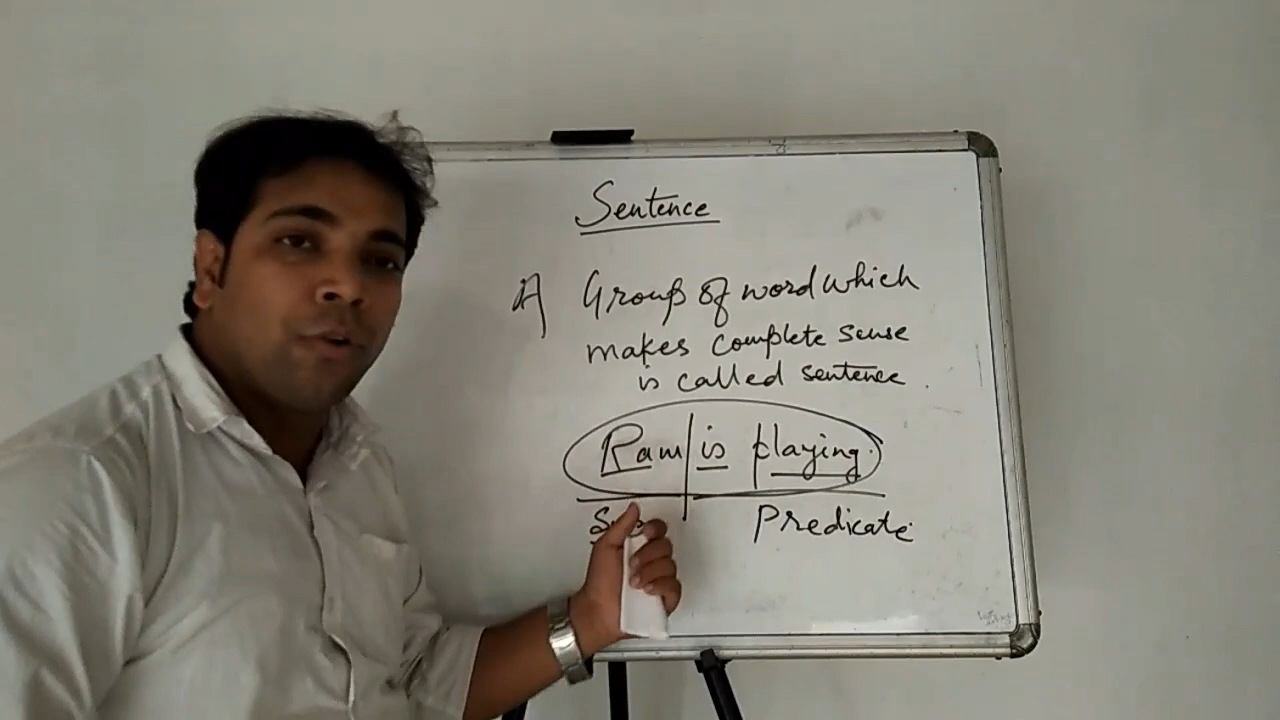 Sentence
A Group of word which
makes complete sense
is called sentence.
Ram is playing.
Predicate